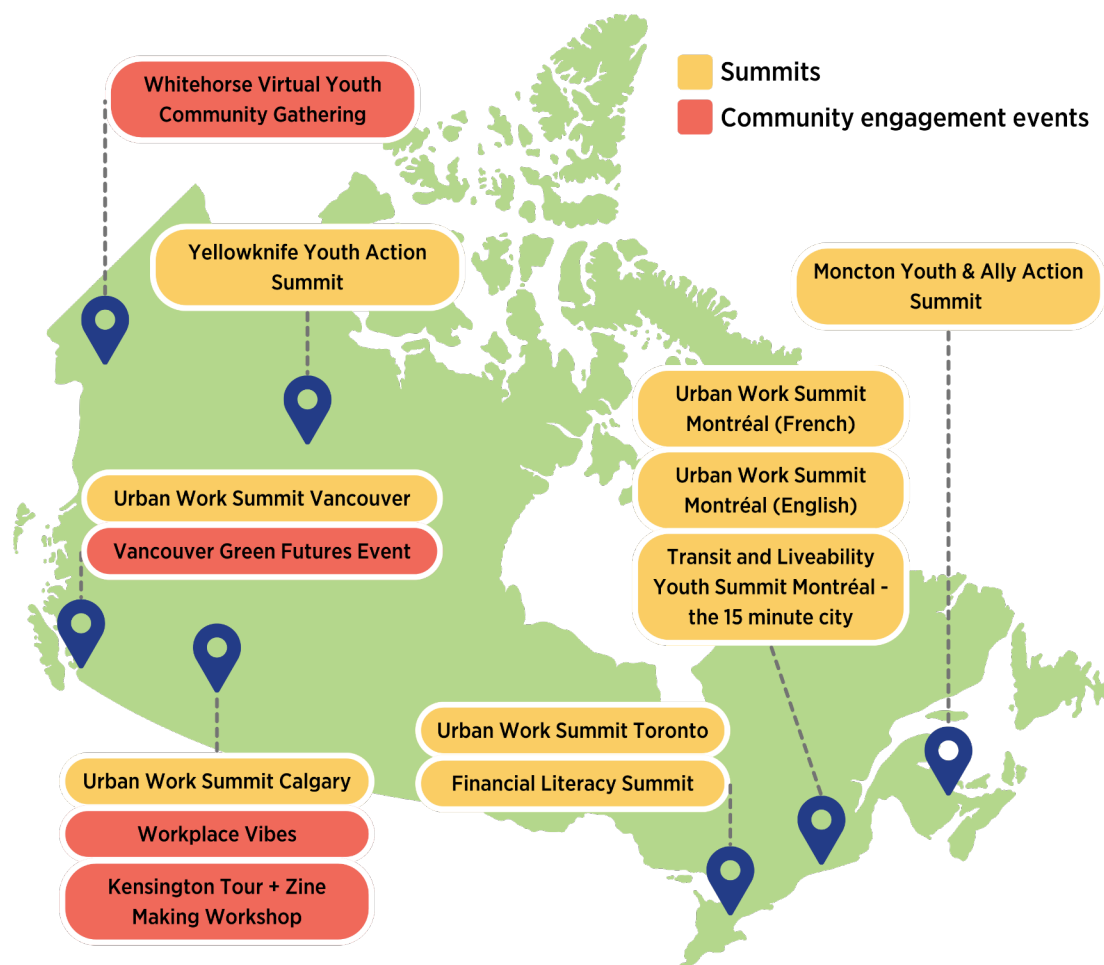 Summits
Community engagement events
Whitehorse Virtual Youth
Community Gathering
Yellowknife Youth Action
Summit
Moncton Youth & Ally Action
Summit
Urban Work Summit
Montréal (French)
Urban Work Summit
Montréal (English)
Transit and Liveability
Youth Summit Montréal -
the 15 minute city
Urban Work Summit Vancouver
Vancouver Green Futures Event
Urban Work Summit Toronto
Financial Literacy Summit
Urban Work Summit Calgary
Workplace Vibes
Kensington Tour + Zine
Making Workshop